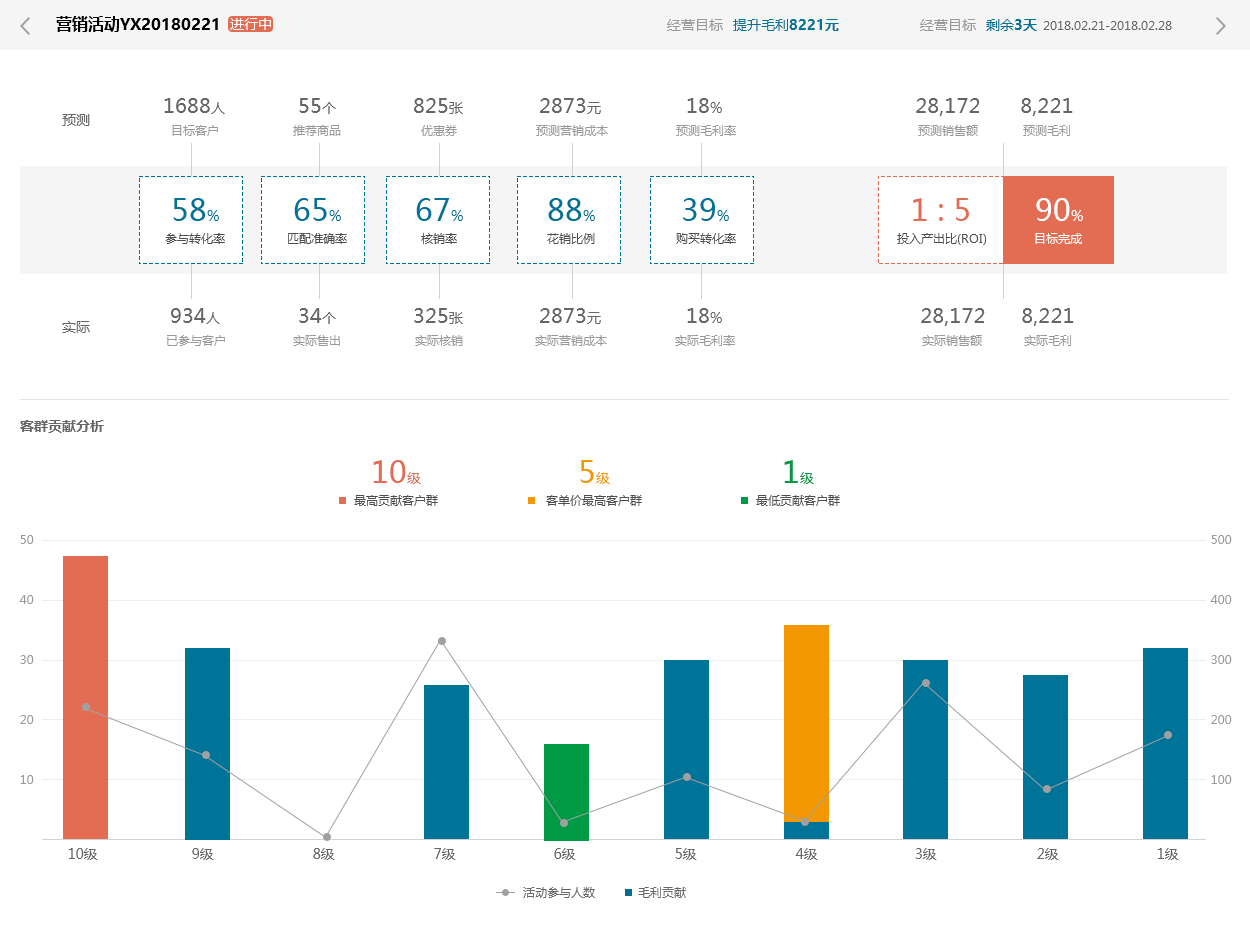 营销活动YX20180221 进行中 经营目标 提升毛利8221元 经营目标 剩余3天 2018.02.21-2018.02.28
预测
1688人 55个 825张 2873元 18% 28,172 8,221
目标客户 推荐商品 优惠券 预测营销成本 预测毛利率 预测销售额 预测毛利
58% 65% 67% 88% 39% 1 : 5 90%
参与转化率 匹配准确率 核销率 花销比例 购买转化率 投入产出比(ROI) 目标完成
实际
934人 34个 325张 2873元 18% 28,172 8,221
已参与客户 实际售出 实际核销 实际营销成本 实际毛利率 实际销售额 实际毛利
客群贡献分析
10级 5级 1级
最高贡献客户群 客单价最高客户群 最低贡献客户群
50 500
40 400
30 300
20 200
10 100
10级 9级 8级 7级 6级 5级 4级 3级 2级 1级
活动参与人数 毛利贡献